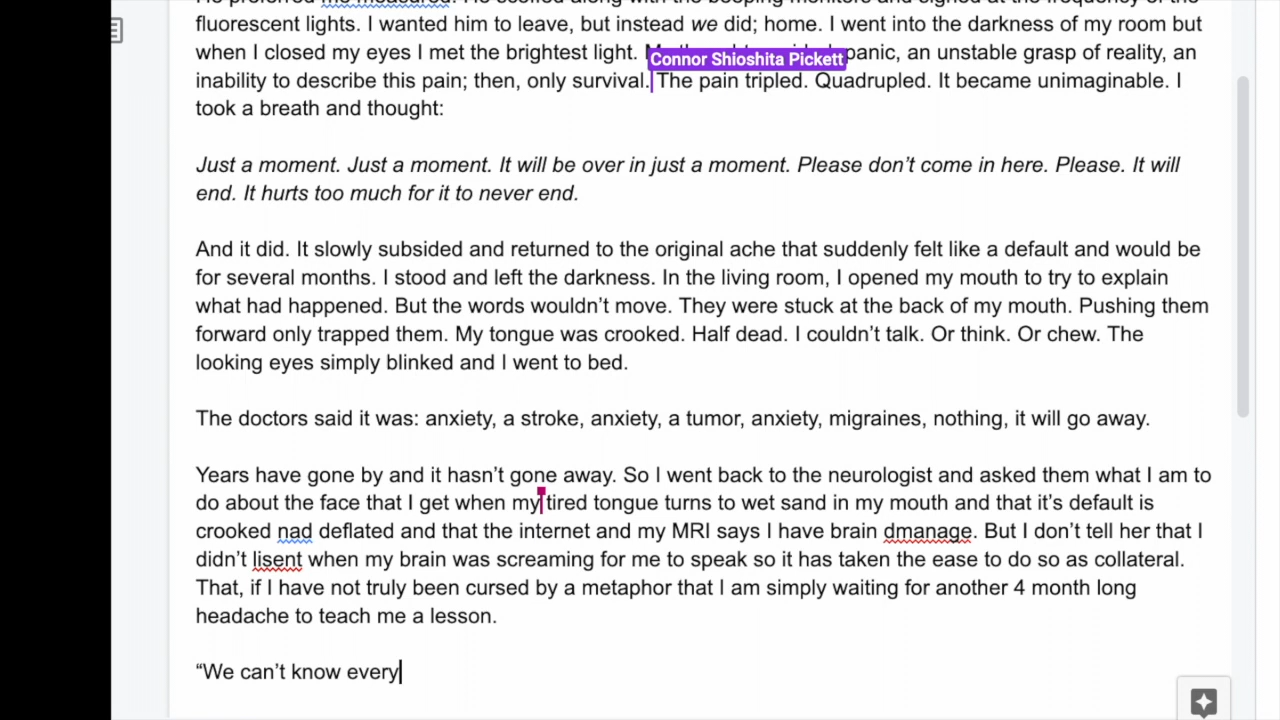 fluorescent lights. I wanted him to leave, but instead we did; home. I went into the darkness of my room but
when I closed my eyes I met the brightest light. panic, an unstable grasp of reality, an
Connor Shioshita Pickett
inability to describe this pain; then, only survival. The pain tripled. Quadrupled. It became unimaginable. I
took a breath and thought:
Just a moment. Just a moment. It will be over in just a moment. Please don’t come in here. Please. It will
end. It hurts too much for it to never end.
And it did. It slowly subsided and returned to the original ache that suddenly felt like a default and would be
for several months. I stood and left the darkness. In the living room, I opened my mouth to try to explain
what had happened. But the words wouldn’t move. They were stuck at the back of my mouth. Pushing them
forward only trapped them. My tongue was crooked. Half dead. I couldn’t talk. Or think. Or chew. The
looking eyes simply blinked and I went to bed.
The doctors said it was: anxiety, a stroke, anxiety, a tumor, anxiety, migraines, nothing, it will go away.
Years have gone by and it hasn’t gone away. So I went back to the neurologist and asked them what I am to
do about the face that I get when my tired tongue turns to wet sand in my mouth and that it’s default is
crooked nad deflated and that the internet and my MRI says I have brain dmanage. But I don’t tell her that I
didn’t lisent when my brain was screaming for me to speak so it has taken the ease to do so as collateral.
That, if I have not truly been cursed by a metaphor that I am simply waiting for another 4 month long
headache to teach me a lesson.
“We can’t know every